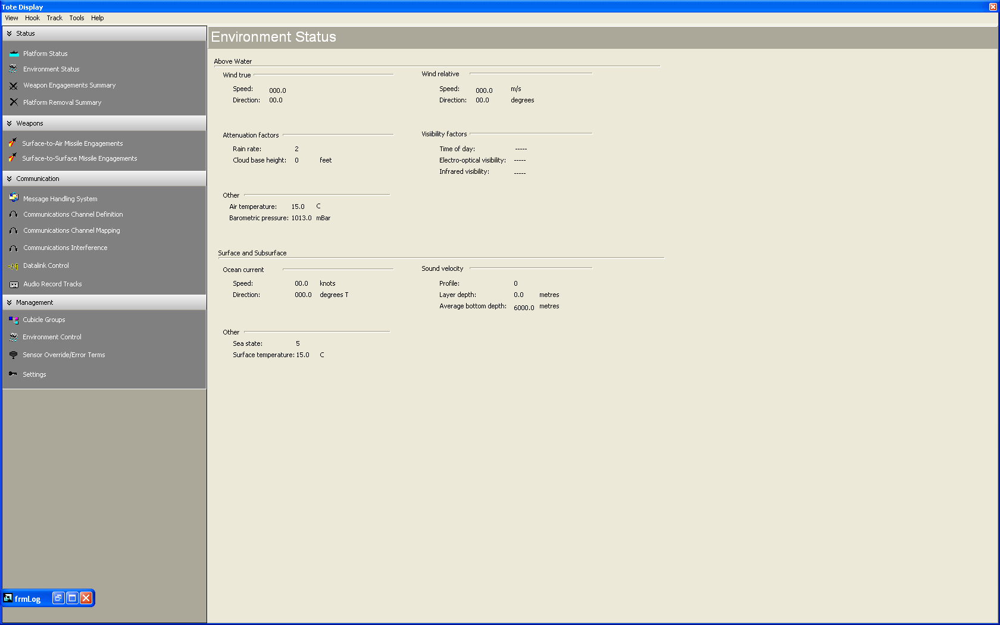 Tote Display
View Hook Track Tools Help
Status
Platform Status
Environment Status
Weapon Engagements Summary
Platform Removal Summary
Weapons
Surface-to-Air Missile Engagements
Surface-to-Surface Missile Engagements
Communication
Message Handling System
Communications Channel Definition
Communications Channel Mapping
Communications Interference
Datalink Control
Audio Record Tracks
Management
Cubicle Groups
Environment Control
Sensor Override/Error Terms
Settings
frmLog
Environment Status
Above Water
Wind true
Speed: 000.0
Direction: 00.0
Wind relative
Speed: 000.0 m/s
Direction: 00.0 degrees
Attenuation factors
Rain rate: 2
Cloud base height: 0 feet
Visiibility factors
Time of day: -----
Electro-optical visibility: -----
Infrared visibility: -----
Other
Air temperature: 15.0 C
Barometric pressure: 1013.0 mBar
Surface and Subsurface
Ocean current
Speed: 00.0 knots
Direction: 000.0 degrees T
Sound velocity
Profile: 0
Layer depth: 0.0 metres
Average bottom depth: 6000.0 metres
Other
Sea state: 5
Surface temperature: 15.0 C